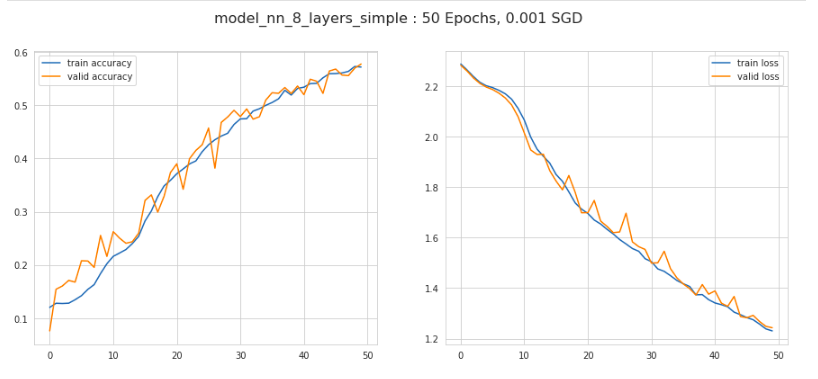 model_nn_8_layers_simple : 50 Epochs, 0.001 SGD
train accuracy
valid accuracy
0.6
0.5
0.4
0.3
0.2
0.1
0 10 20 30 40 50
train loss
valid loss
2.2
2.0
1.8
1.6
1.4
1.2
0 10 20 30 40 50